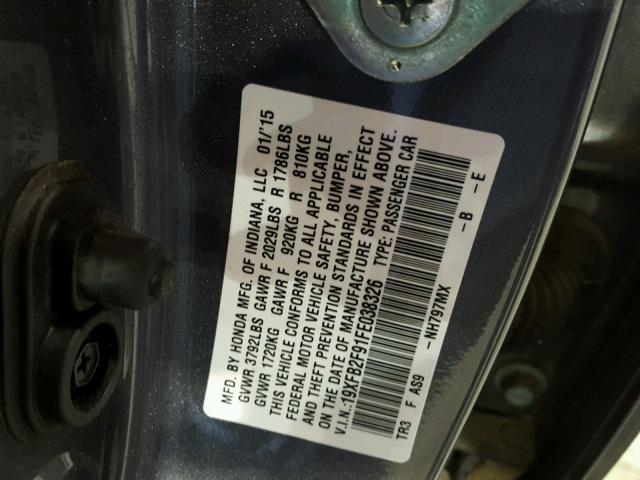 MFD. BY HONDA MFG. OF INDIANA, LLC 01/'15
GVWR 3792LBS GAWR F 2029LBS R 1786LBS
GVWR 1720KG GAWR F 920KG R 810KG
THIS VEHICLE CONFORMS TO ALL APPLICABLE
FEDERAL MOTOR VEHICLE SAFETY, BUMPER,
AND THEFT PREVENTION STANDARDS IN EFFECT
ON THE DATE OF MANUFACTURE SHOWN ABOVE.
V.I.N.:19XFB2F91FE038326 TYPE: PASSENGER CAR
TR3 F AS9 -NH797MX -B -E